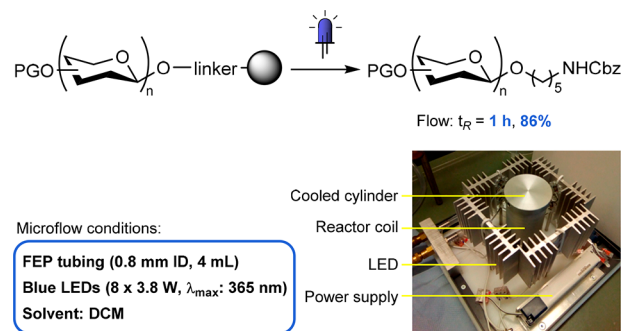 PGO
n
O
O
linker
PGO
n
O
O
5
NHCbz
Flow: tR = 1 h, 86%
Cooled cylinder
Reactor coil
LED
Power supply
Microflow conditions:
FEP tubing (0.8 mm ID, 4 mL)
Blue LEDs (8 x 3.8 W, λmax: 365 nm)
Solvent: DCM